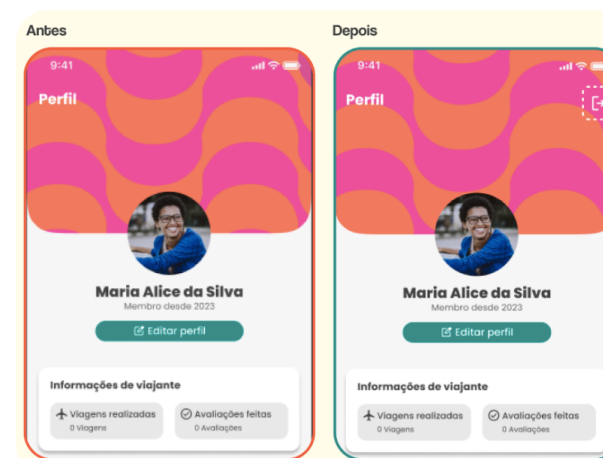 Antes
Depois
9:41
Perfil
Maria Alice da Silva
Membro desde 2023
Editar perfil
Informações de viajante
Viagens realizadas
0 Viagens
Avaliações feitas
0 Avaliações
9:41
Perfil
Maria Alice da Silva
Membro desde 2023
Editar perfil
Informações de viajante
Viagens realizadas
0 Viagens
Avaliações feitas
0 Avaliações